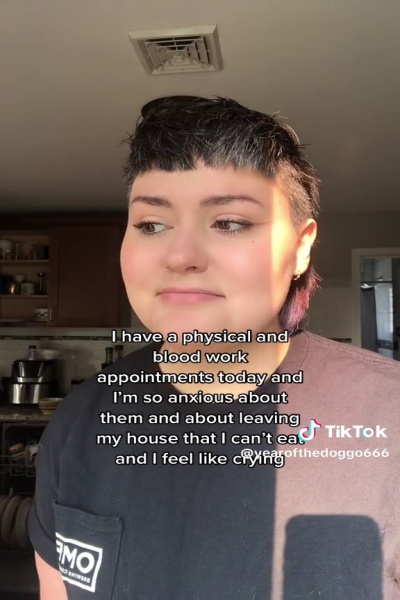 I have a physical and
blood work
appointments today and
I'm so anxious about
them and about leaving
my house that I can't eat
and I feel like crying
TikTok
@yearofthedoggo666
OMF